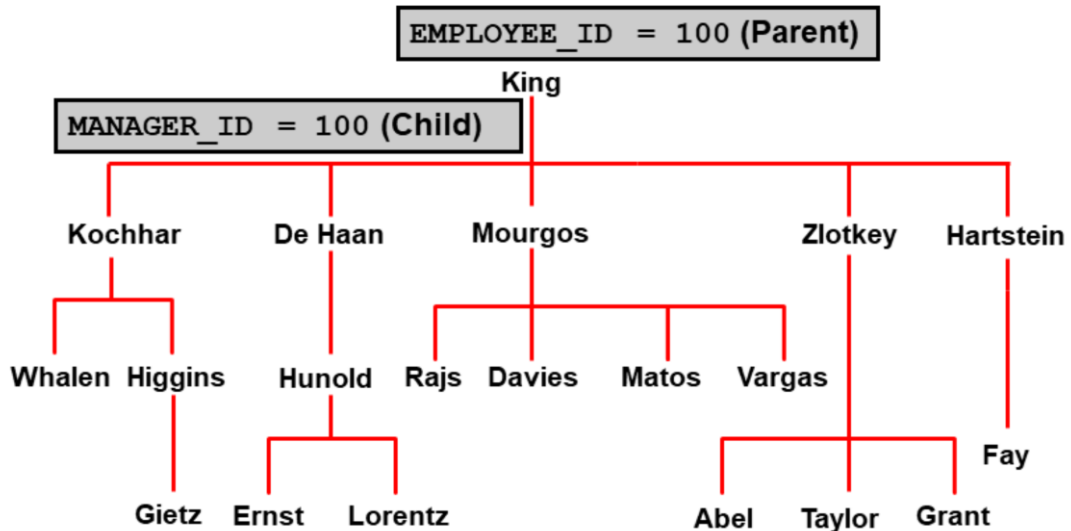 EMPLOYEE_ID = 100 (Parent)
King
MANAGER_ID = 100 (Child)
Kochhar De Haan Mourgos Zlotkey Hartstein
Whalen Higgins Hunold Rajs Davies Matos Vargas
Fay
Gietz Ernst Lorentz Abel Taylor Grant